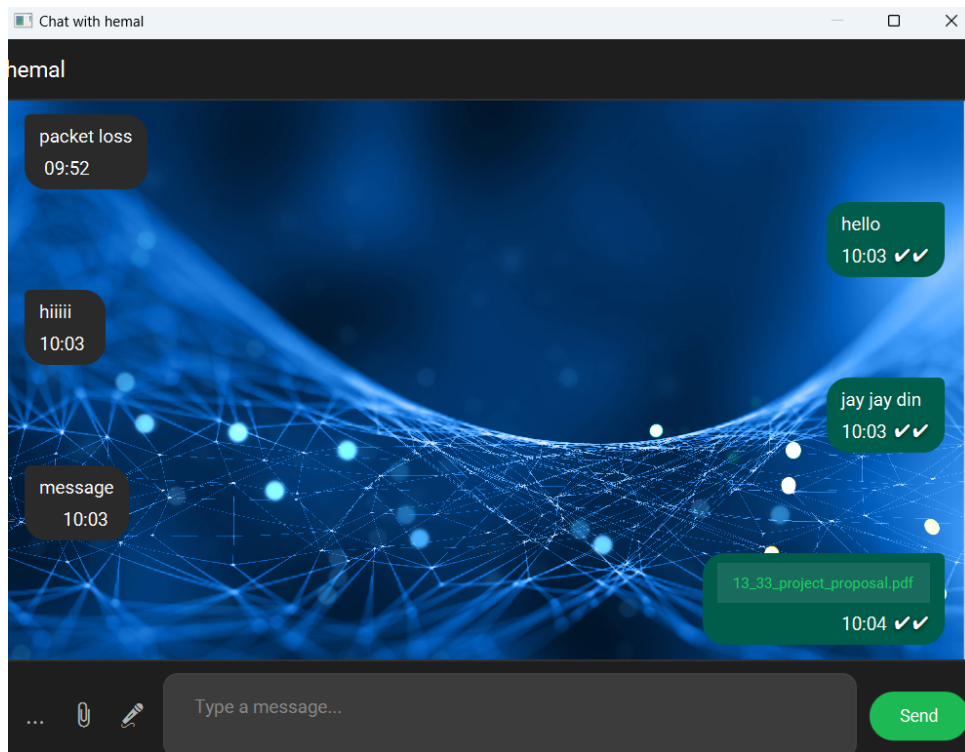 Chat with hemal
hemal
packet loss
09:52
hello
10:03 ✔✔
hiiiii
10:03
jay jay din
10:03 ✔✔
message
10:03
13_33_project_proposal.pdf
10:04 ✔✔
...
Type a message...
Send